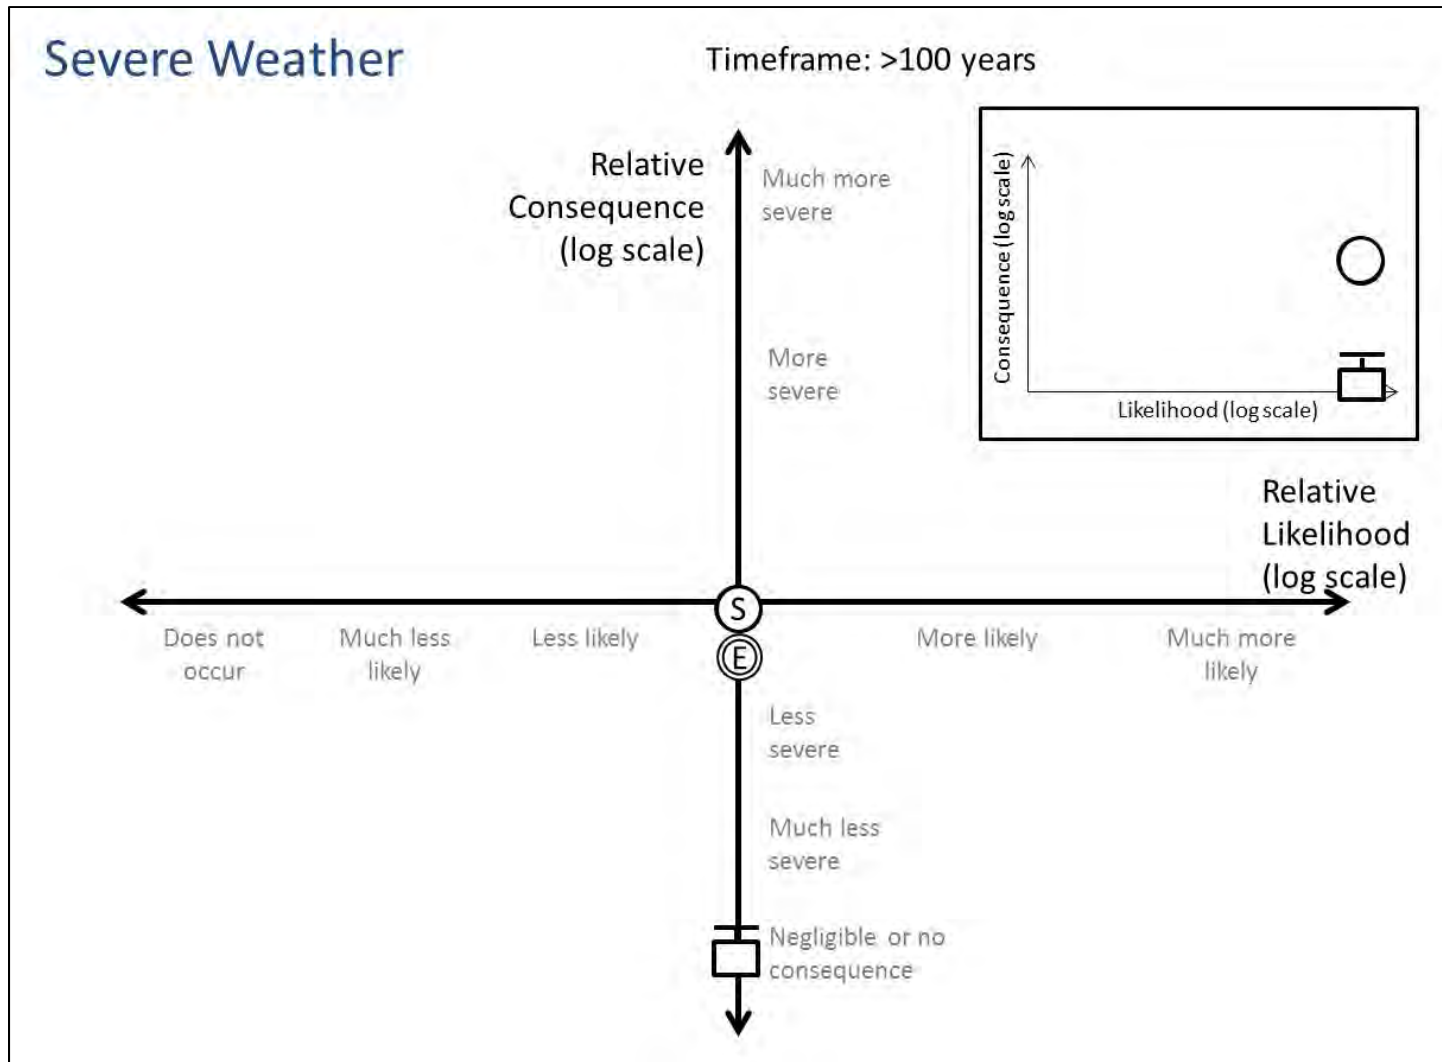 Severe Weather
Timeframe: >100 years
Relative
Consequence
(log scale)
Much more
severe
More
severe
Consequence (log scale)
Likelihood (log scale)
Relative
Likelihood
(log scale)
S
E
Does not
occur
Much less
likely
Less likely
More likely
Much more
likely
Less
severe
Much less
severe
Negligible or no
consequence